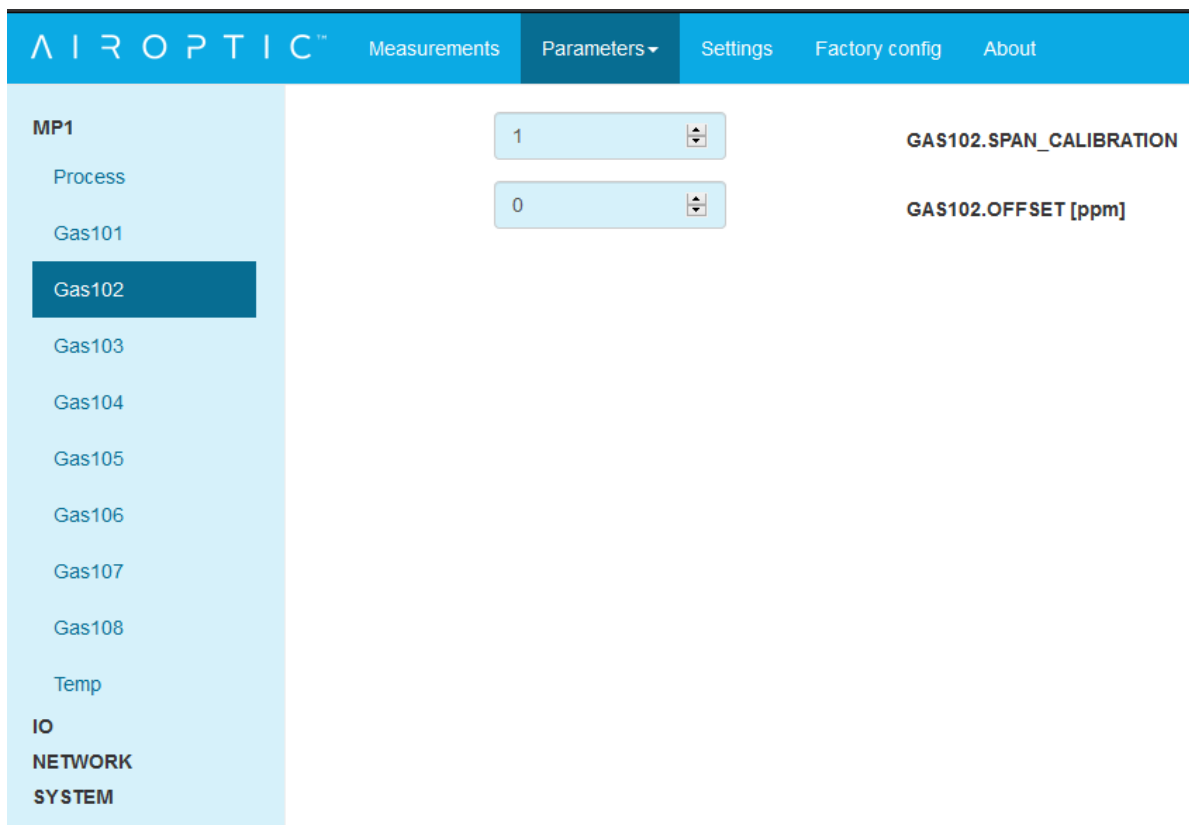 AIROPTIC™ Measurements Parameters Settings Factory config About
MP1
Process
Gas101
Gas102
Gas103
Gas104
Gas105
Gas106
Gas107
Gas108
Temp
IO
NETWORK
SYSTEM
1 GAS102.SPAN_CALIBRATION
0 GAS102.OFFSET [ppm]